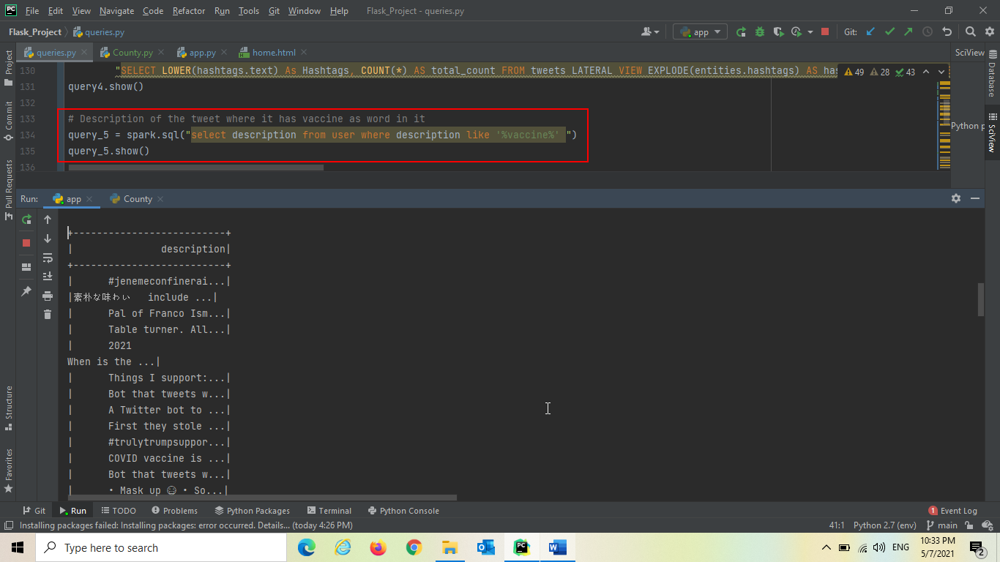 File Edit View Navigate Code Refactor Run Tools Git Window Help Flask_Project - queries.py
Flask_Project queries.py app Git:
queries.py County.py app.py home.html SciView
Project
Commit
Pull Requests
Structure
Favorites
Database
SciView
Python p
130 "SELECT LOWER(hashtags.text) As Hashtags, COUNT(*) AS total_count FROM tweets LATERAL VIEW EXPLODE(entities.hashtags) AS has 49 28 43
131 query4.show()
132
133 # Description of the tweet where it has vaccine as word in it
134 query_5 = spark.sql("select description from user where description like '%vaccine%' ")
135 query_5.show()
136
Run: app County
+--------------------------+
| description|
+--------------------------+
| #jenemeconfinerai...|
|素朴な味わい include ...|
| Pal of Franco Ism...|
| Table turner. All...|
| 2021
When is the ...|
| Things I support:...|
| Bot that tweets w...|
| A Twitter bot to ...|
| First they stole ...|
| #trulytrumpsuppor...|
| COVID vaccine is ...|
| Bot that tweets w...|
| • Mask up 😷 • So...|
Git Run TODO Problems Python Packages Terminal Python Console 1 Event Log
Installing packages failed: Installing packages: error occurred. Details... (today 4:26 PM) 41:1 Python 2.7 (env) main
Type here to search ENG 10:33 PM
5/7/2021 2